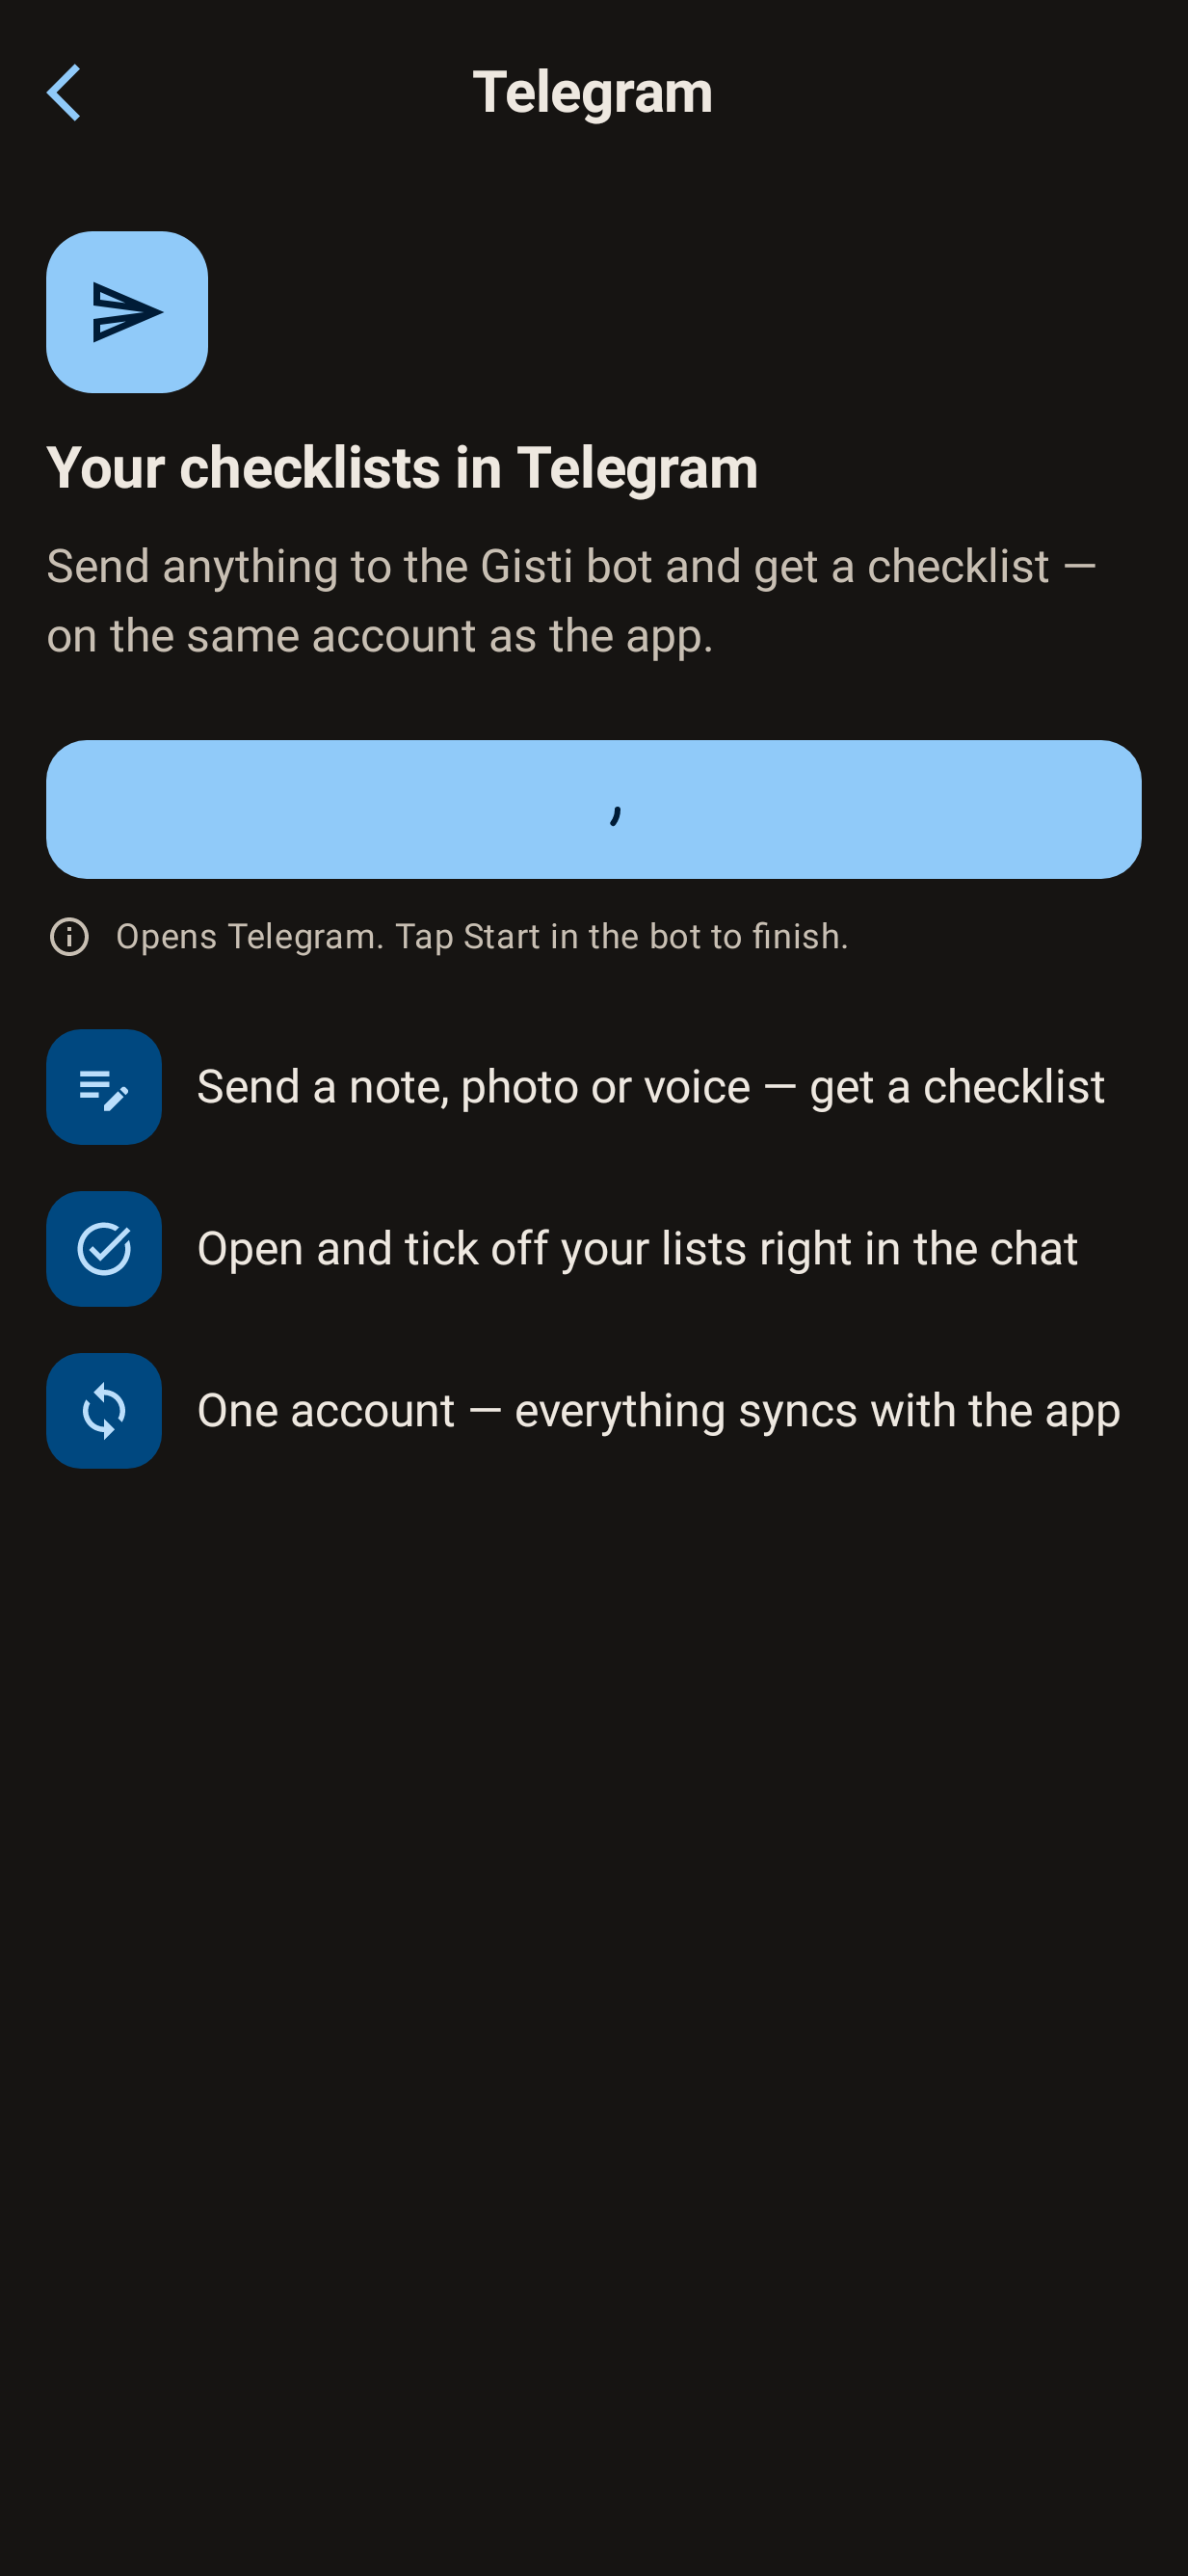 Telegram
Your checklists in Telegram
Send anything to the Gisti bot and get a checklist —
on the same account as the app.
Opens Telegram. Tap Start in the bot to finish.
Send a note, photo or voice — get a checklist
Open and tick off your lists right in the chat
One account — everything syncs with the app